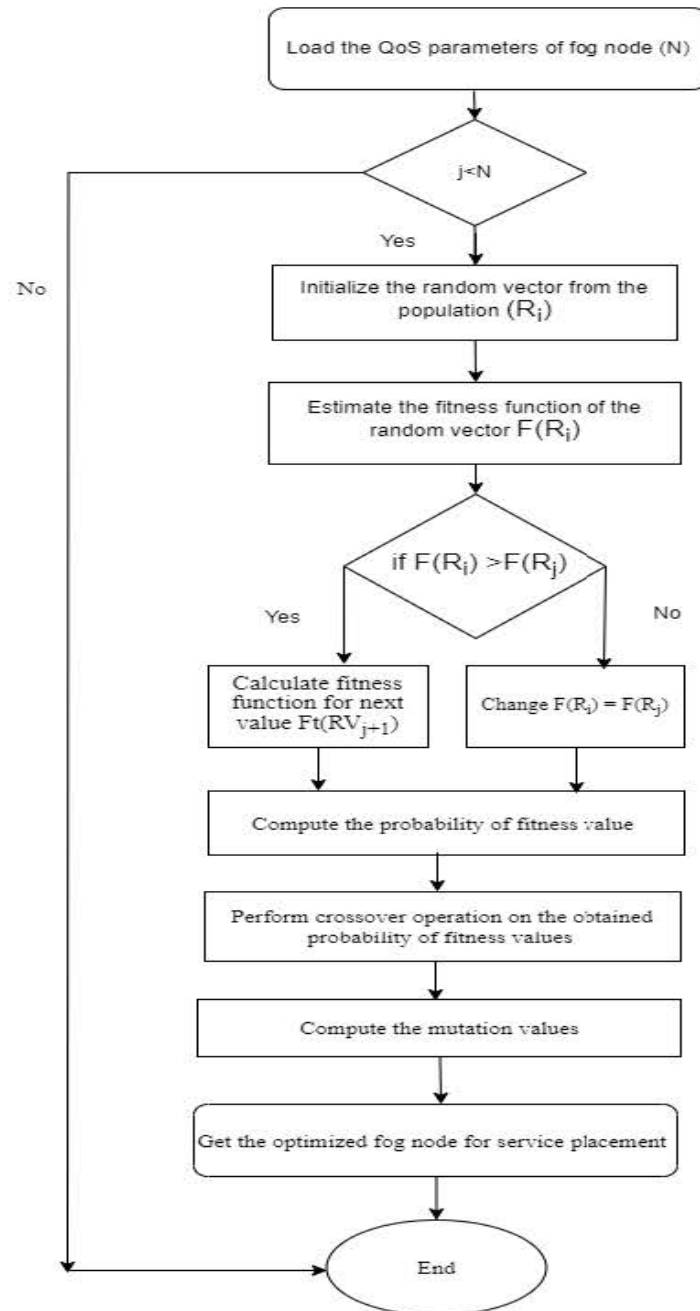 Load the QoS parameters of fog node (N)
j<N
Yes
No
Initialize the random vector from the
population (Rᵢ)
Estimate the fitness function of the
random vector F(Rᵢ)
if F(Rᵢ) >F(Rⱼ)
Yes
No
Calculate fitness
function for next
value Ft(RVⱼ₊₁)
Change F(Rᵢ) = F(Rⱼ)
Compute the probability of fitness value
Perform crossover operation on the obtained
probability of fitness values
Compute the mutation values
Get the optimized fog node for service placement
End